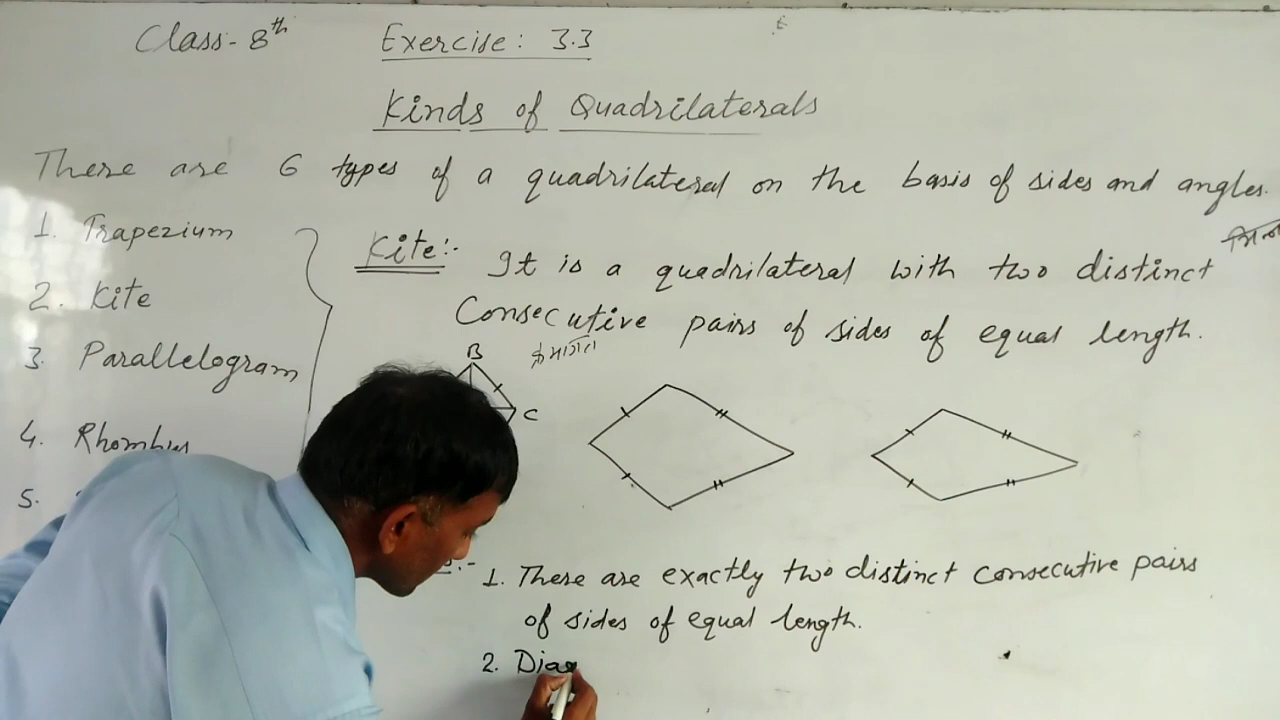 Class- 8th Exercise: 3.3
Kinds of Quadrilaterals
There are 6 types of a quadrilateral on the basis of sides and angles.
1. Trapezium
2. Kite
3. Parallelogram
4. Rhombus
5.
Kite:- It is a quadrilateral with two distinct
Consecutive pairs of sides of equal length.
B
C
1. There are exactly two distinct consecutive pairs
of sides of equal length.
2. Diag